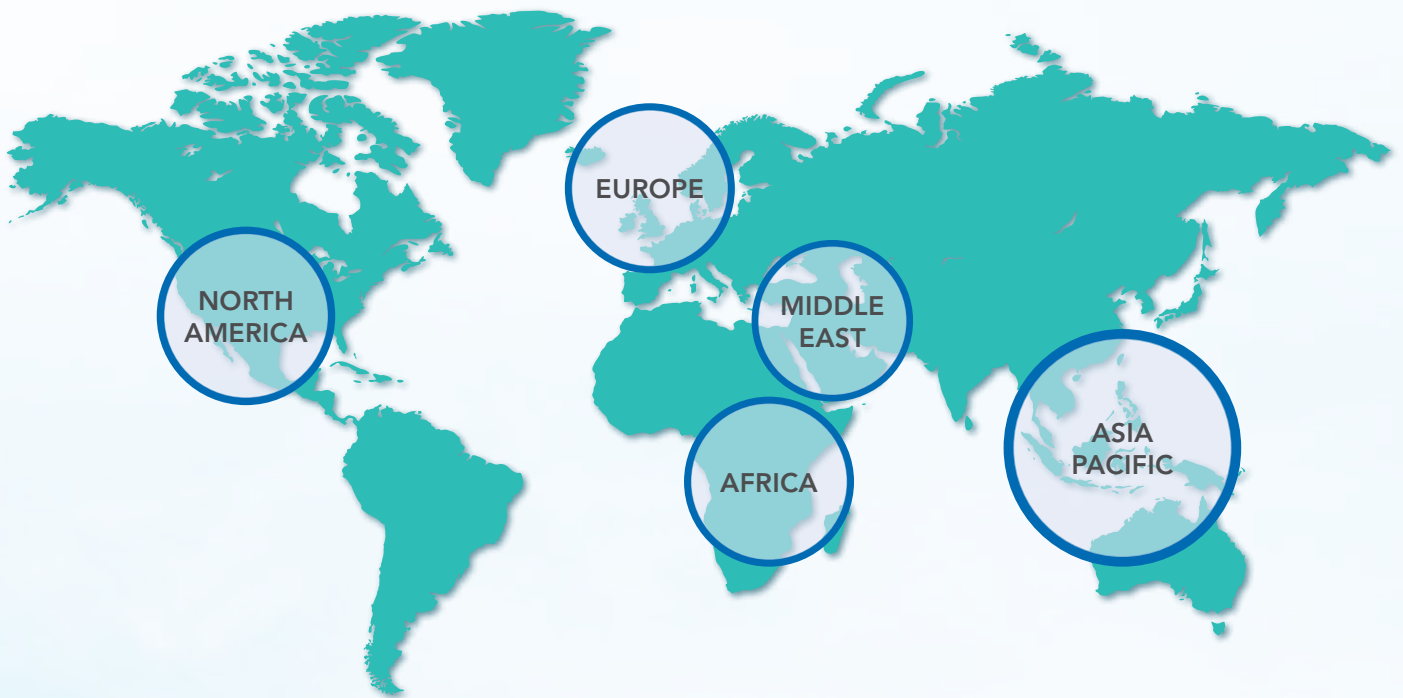 EUROPE
NORTH
AMERICA
MIDDLE
EAST
ASIA
PACIFIC
AFRICA